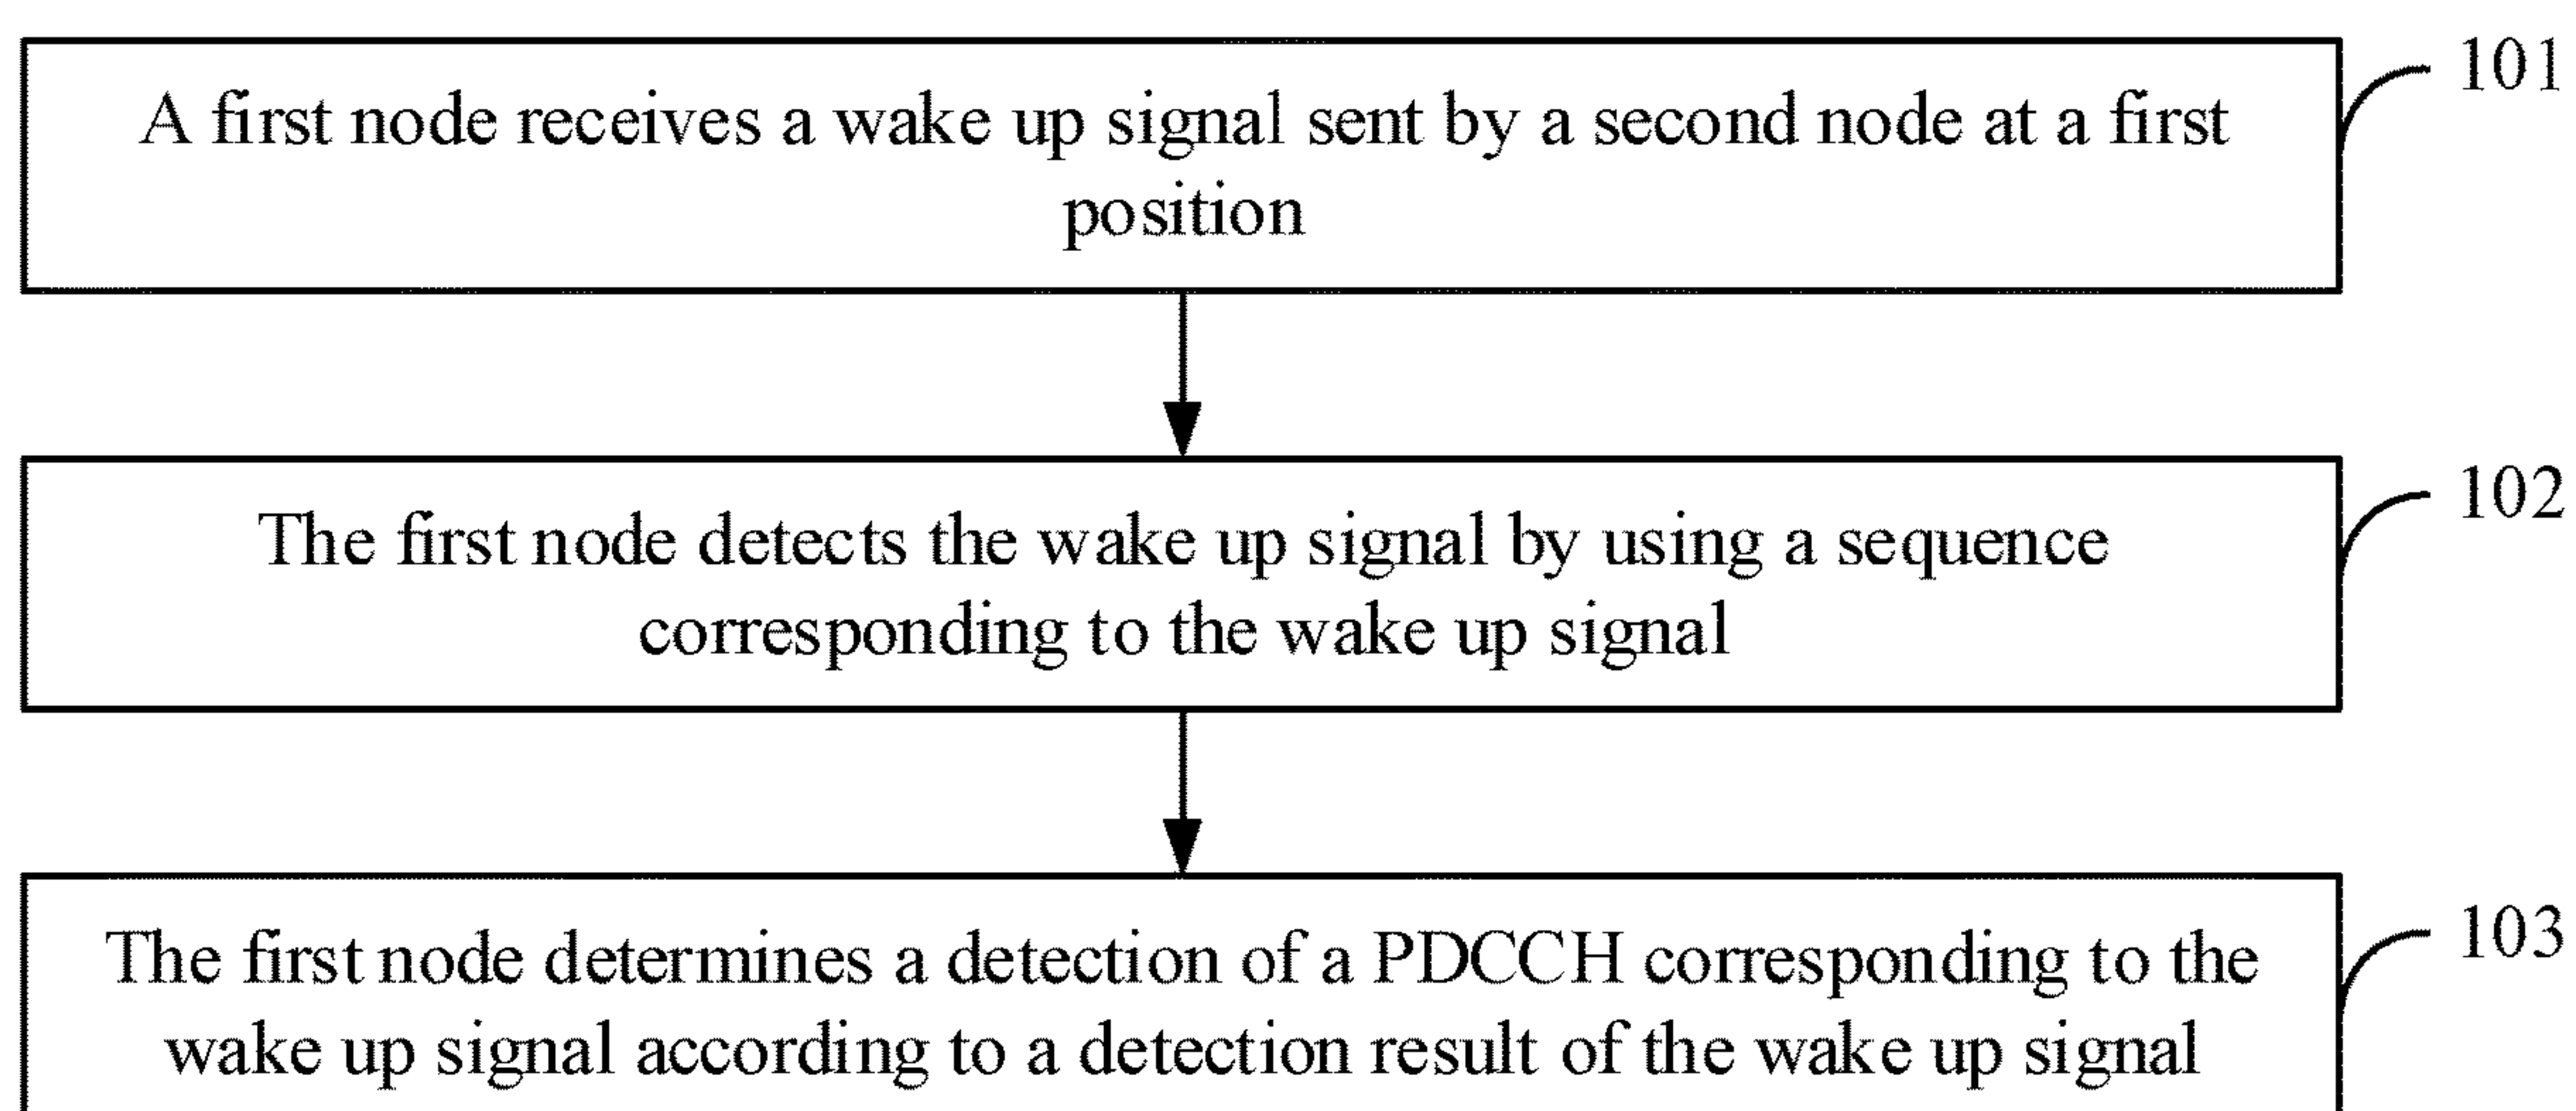 A first node receives a wake up signal sent by a second node at a first
position
101
The first node detects the wake up signal by using a sequence
corresponding to the wake up signal
102
The first node determines a detection of a PDCCH corresponding to the
wake up signal according to a detection result of the wake up signal
103